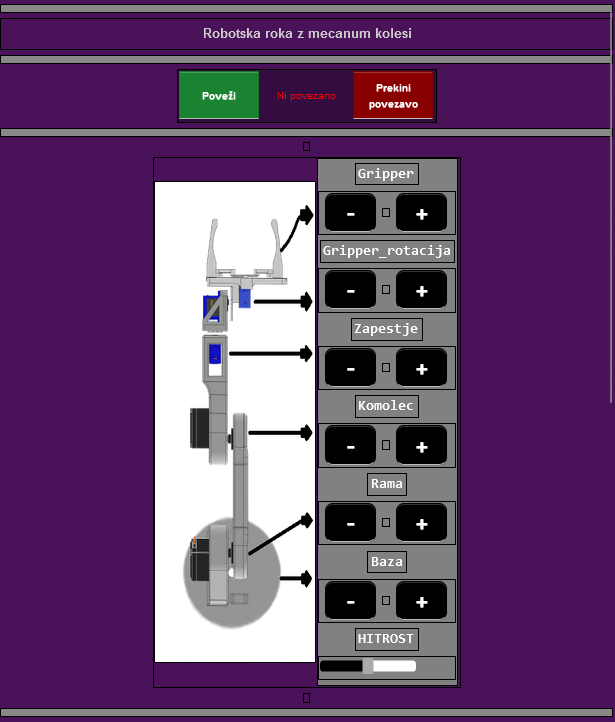 Robotska roka z mecanum kolesi
Poveži
Ni povezano
Prekini
povezavo
Gripper
- +
Gripper_rotacija
- +
Zapestje
- +
Komolec
- +
Rama
- +
Baza
- +
HITROST